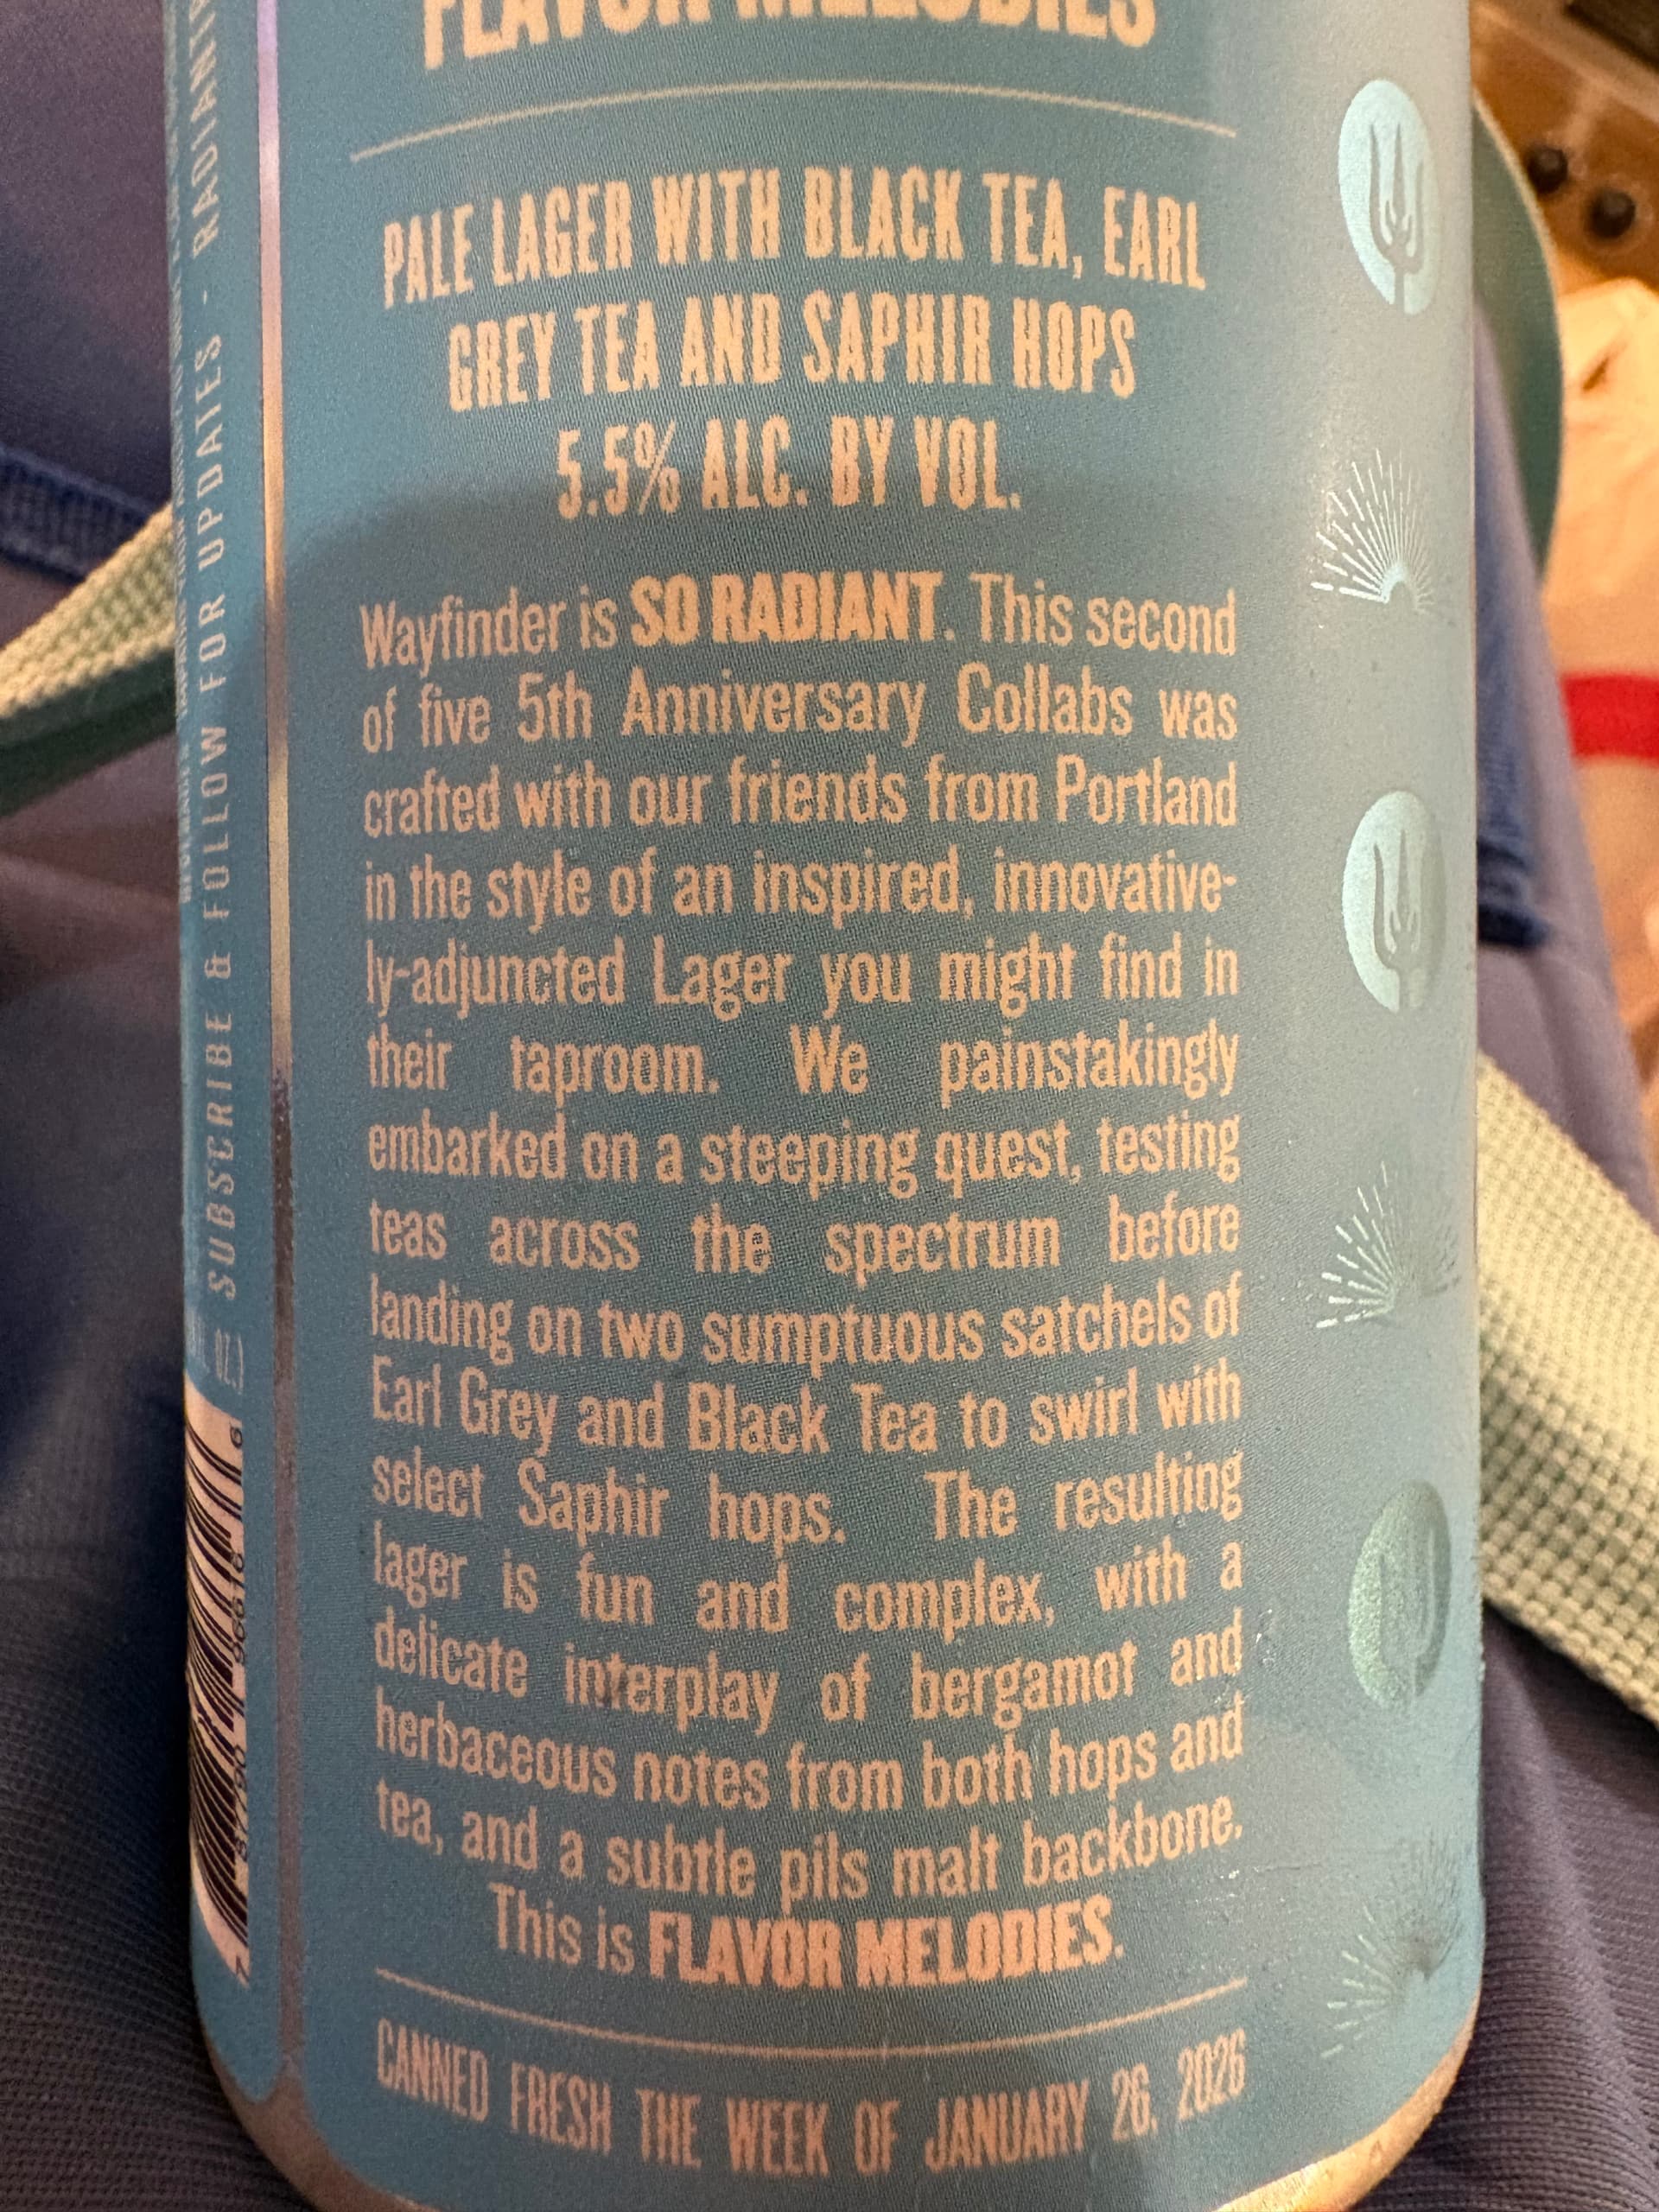 FLAVOR MELODIES
PALE LAGER WITH BLACK TEA, EARL
GREY TEA AND SAPHIR HOPS
5.5% ALC. BY VOL.
Wayfinder is SO RADIANT. This second
of five 5th Anniversary Collabs was
crafted with our friends from Portland
in the style of an inspired, innovative-
ly-adjuncted Lager you might find in
their taproom. We painstakingly
embarked on a steeping quest, testing
teas across the spectrum before
landing on two sumptuous satchels of
Earl Grey and Black Tea to swirl with
select Saphir hops. The resulting
lager is fun and complex, with a
delicate interplay of bergamot and
herbaceous notes from both hops and
tea, and a subtle pils malt backbone.
This is FLAVOR MELODIES.
CANNED FRESH THE WEEK OF JANUARY 26, 2026
SUBSCRIBE & FOLLOW FOR UPDATES -